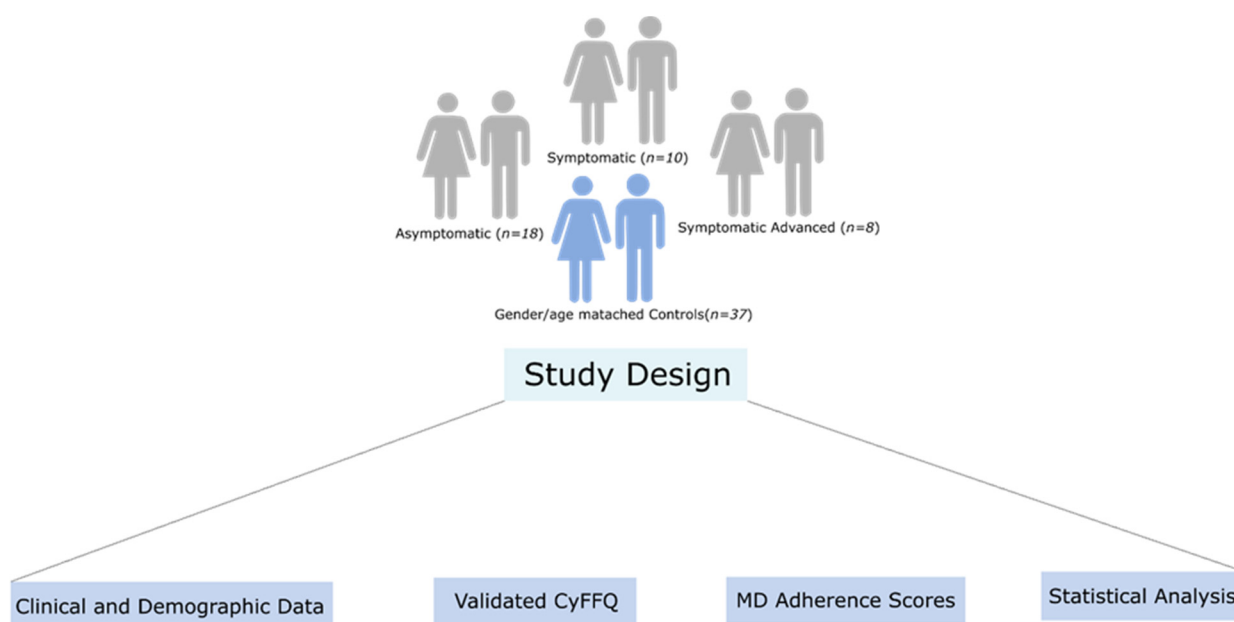 Symptomatic (n=10)
Asymptomatic (n=18)
Symptomatic Advanced (n=8)
Gender/age matached Controls(n=37)
Study Design
Clinical and Demographic Data
Validated CyFFQ
MD Adherence Scores
Statistical Analysis